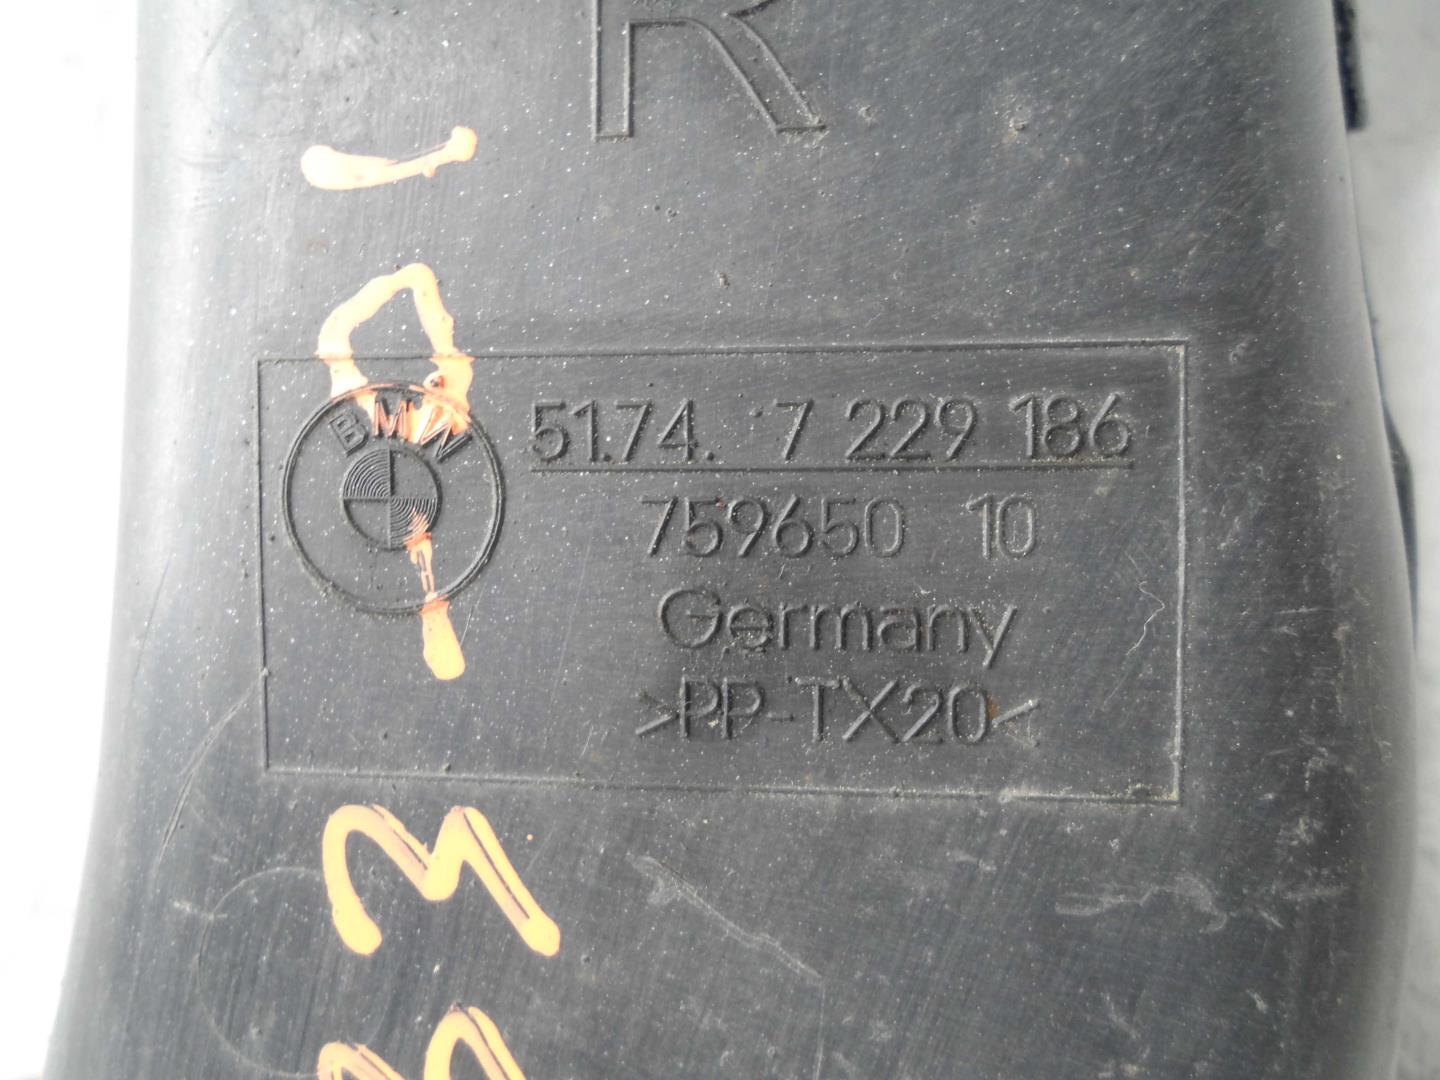 R
BMW
51.74. 7 229 186
759650 10
Germany
>PP-TX20<